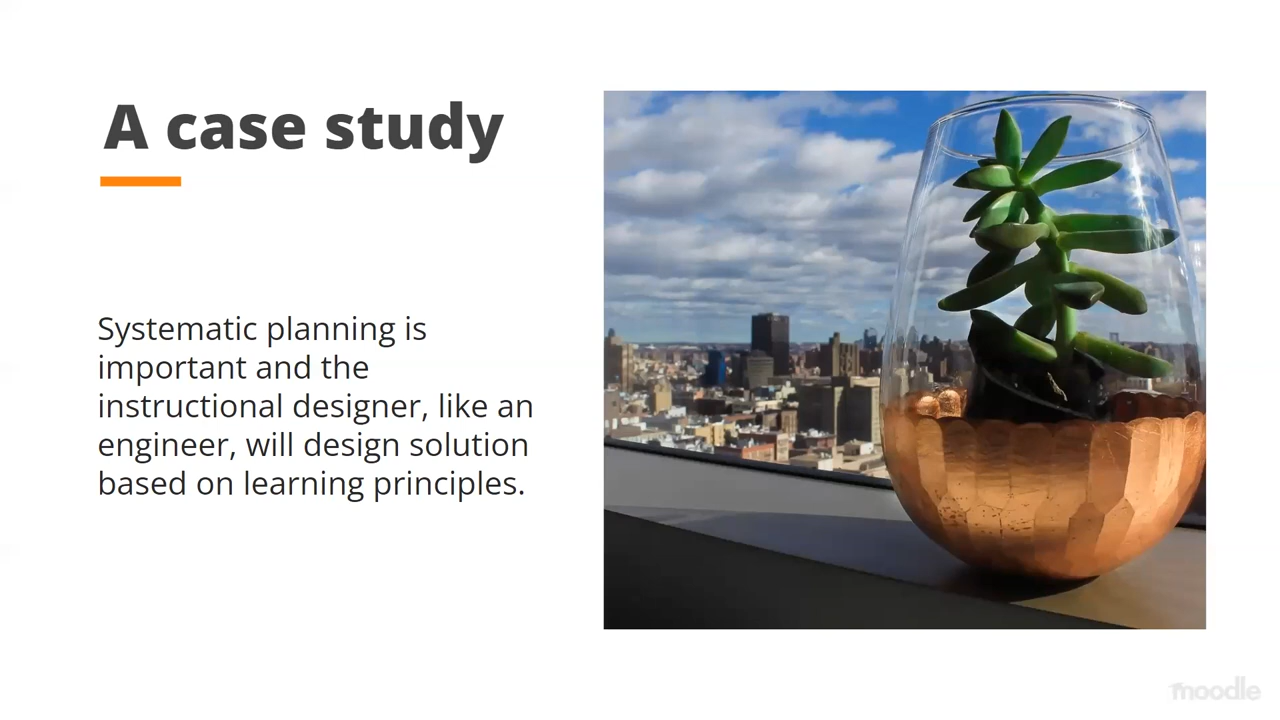 A case study
Systematic planning is
important and the
instructional designer, like an
engineer, will design solution
based on learning principles.
moodle